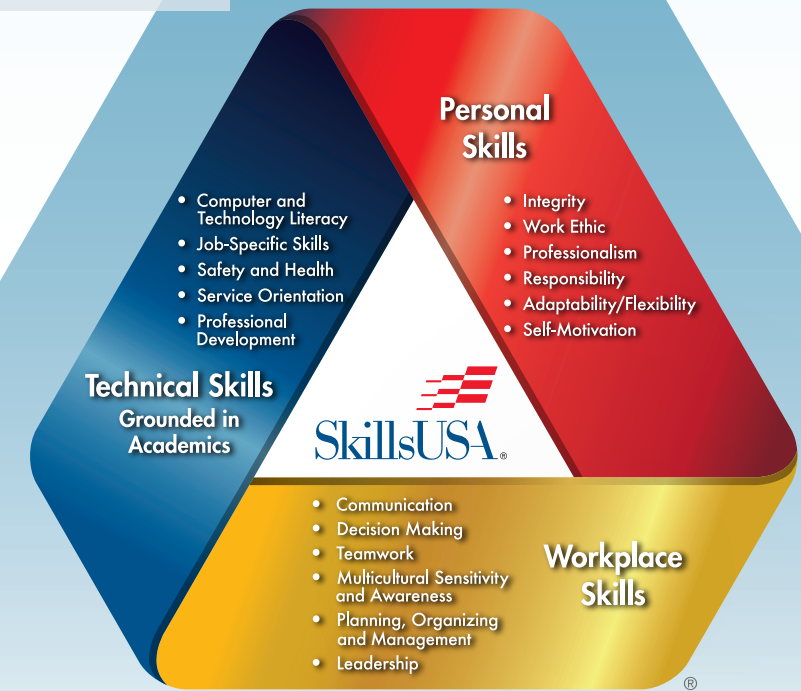 Personal
Skills
• Integrity
• Work Ethic
• Professionalism
• Responsibility
• Adaptability/Flexibility
• Self-Motivation
• Computer and
Technology Literacy
• Job-Specific Skills
• Safety and Health
• Service Orientation
• Professional
Development
Technical Skills
Grounded in
Academics
SkillsUSA®
• Communication
• Decision Making
• Teamwork
• Multicultural Sensitivity
and Awareness
• Planning, Organizing
and Management
• Leadership
Workplace
Skills
®